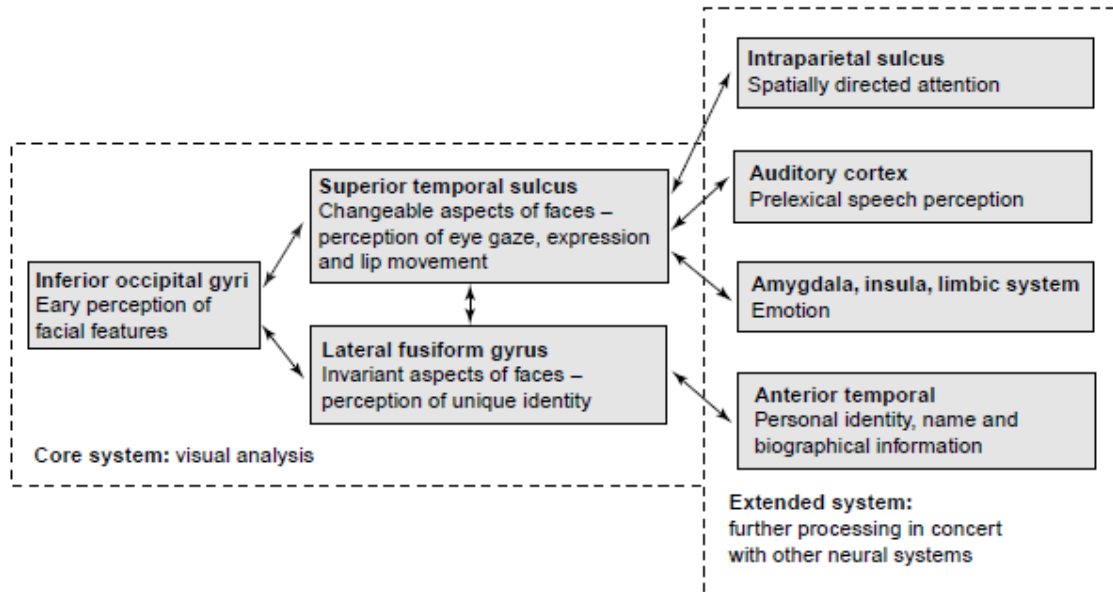 Inferior occipital gyri
Eary perception of
facial features
Superior temporal sulcus
Changeable aspects of faces –
perception of eye gaze, expression
and lip movement
Lateral fusiform gyrus
Invariant aspects of faces –
perception of unique identity
Core system: visual analysis
Intraparietal sulcus
Spatially directed attention
Auditory cortex
Prelexical speech perception
Amygdala, insula, limbic system
Emotion
Anterior temporal
Personal identity, name and
biographical information
Extended system:
further processing in concert
with other neural systems